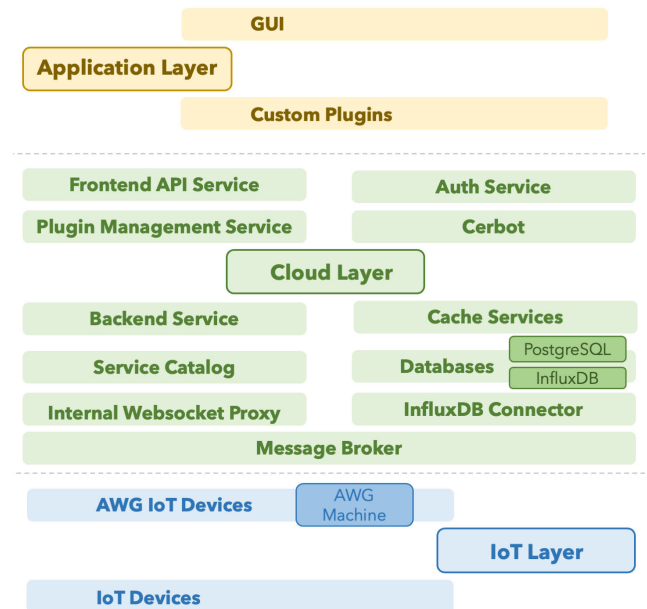 GUI
Application Layer
Custom Plugins
Frontend API Service
Auth Service
Plugin Management Service
Cerbot
Cloud Layer
Backend Service
Cache Services
Service Catalog
Databases
PostgreSQL
InfluxDB
Internal Websocket Proxy
InfluxDB Connector
Message Broker
AWG IoT Devices
AWG
Machine
IoT Layer
IoT Devices